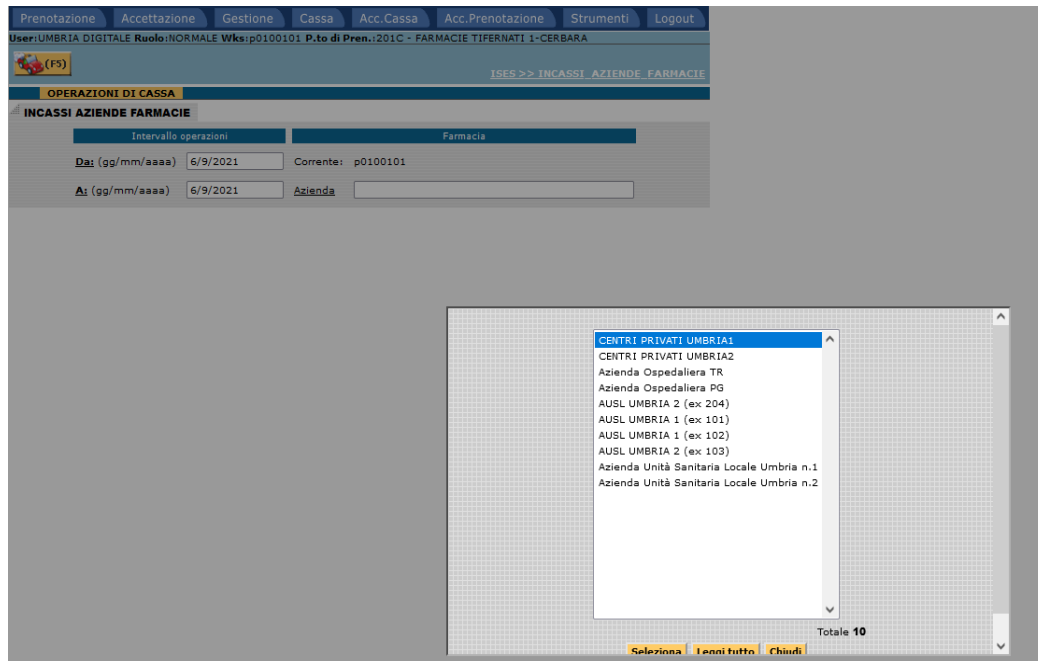 Prenotazione Accettazione Gestione Cassa Acc.Cassa Acc.Prenotazione Strumenti Logout
User:UMBRIA DIGITALE Ruolo:NORMALE Wks:p0100101 P.to di Pren.:201C - FARMACIE TIFERNATI 1-CERBARA
(F5)
ISES >> INCASSI AZIENDE FARMACIE
OPERAZIONI DI CASSA
INCASSI AZIENDE FARMACIE
Intervallo operazioni Farmacia
Da: (gg/mm/aaaa) 6/9/2021 Corrente: p0100101
A: (gg/mm/aaaa) 6/9/2021 Azienda
CENTRI PRIVATI UMBRIA1
CENTRI PRIVATI UMBRIA2
Azienda Ospedaliera TR
Azienda Ospedaliera PG
AUSL UMBRIA 2 (ex 204)
AUSL UMBRIA 1 (ex 101)
AUSL UMBRIA 1 (ex 102)
AUSL UMBRIA 2 (ex 103)
Azienda Unità Sanitaria Locale Umbria n.1
Azienda Unità Sanitaria Locale Umbria n.2
Totale 10
Seleziona Leggi tutto Chiudi